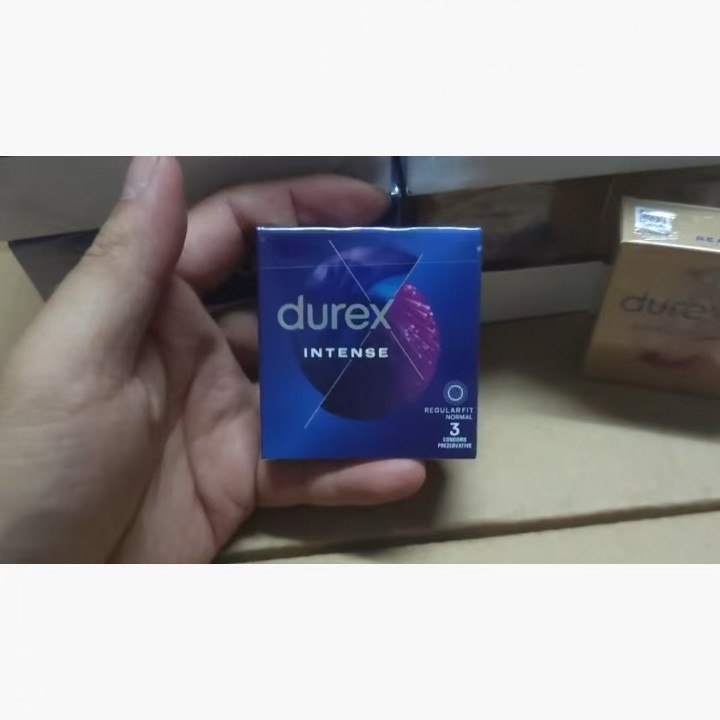 durex
INTENSE
REGULAR FIT
NORMAL
3
CONDOMS
PREZERVATIVE
durex